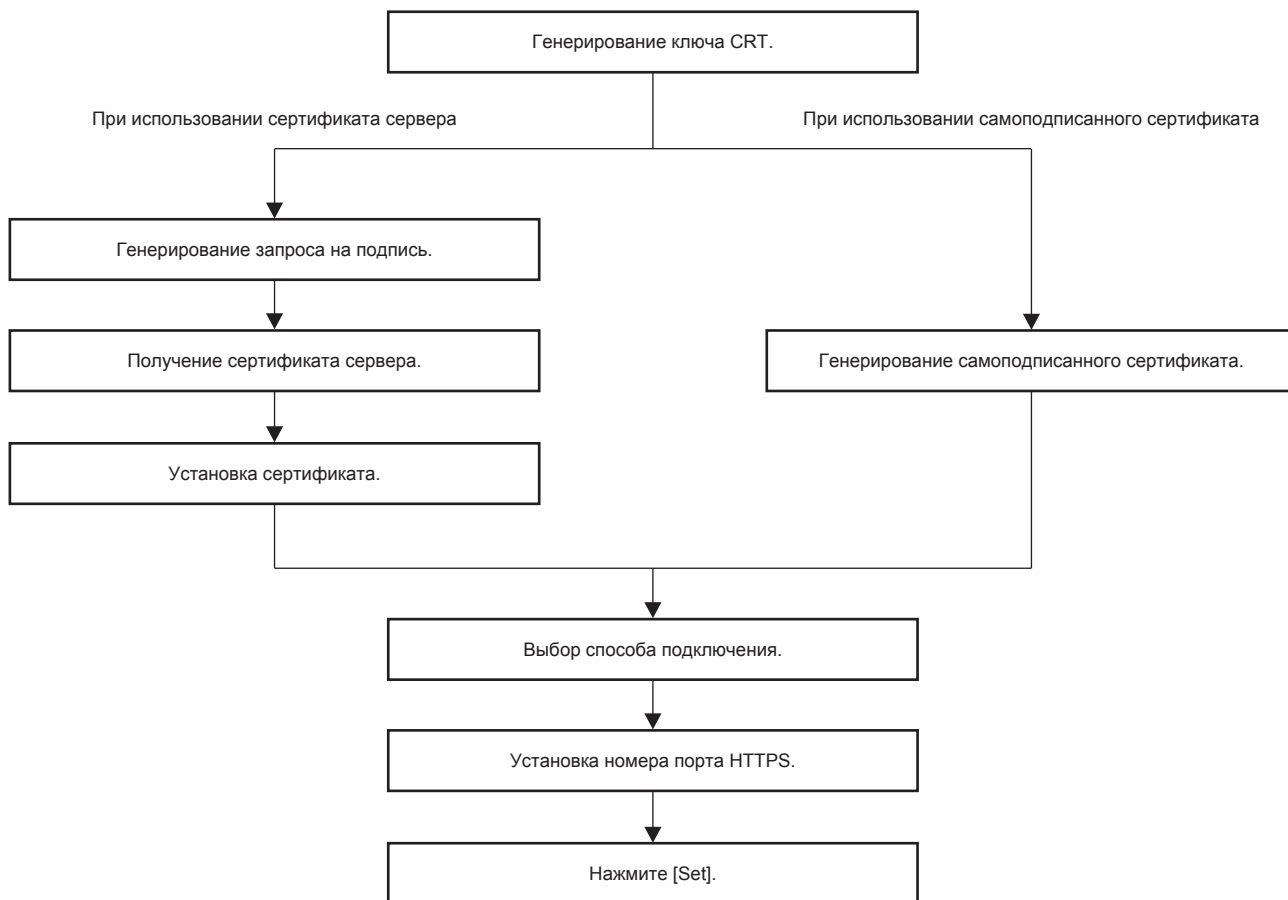 Генерирование ключа CRT.
При использовании сертификата сервера
При использовании самоподписанного сертификата
Генерирование запроса на подпись.
Получение сертификата сервера.
Генерирование самоподписанного сертификата.
Установка сертификата.
Выбор способа подключения.
Установка номера порта HTTPS.
Нажмите [Set].